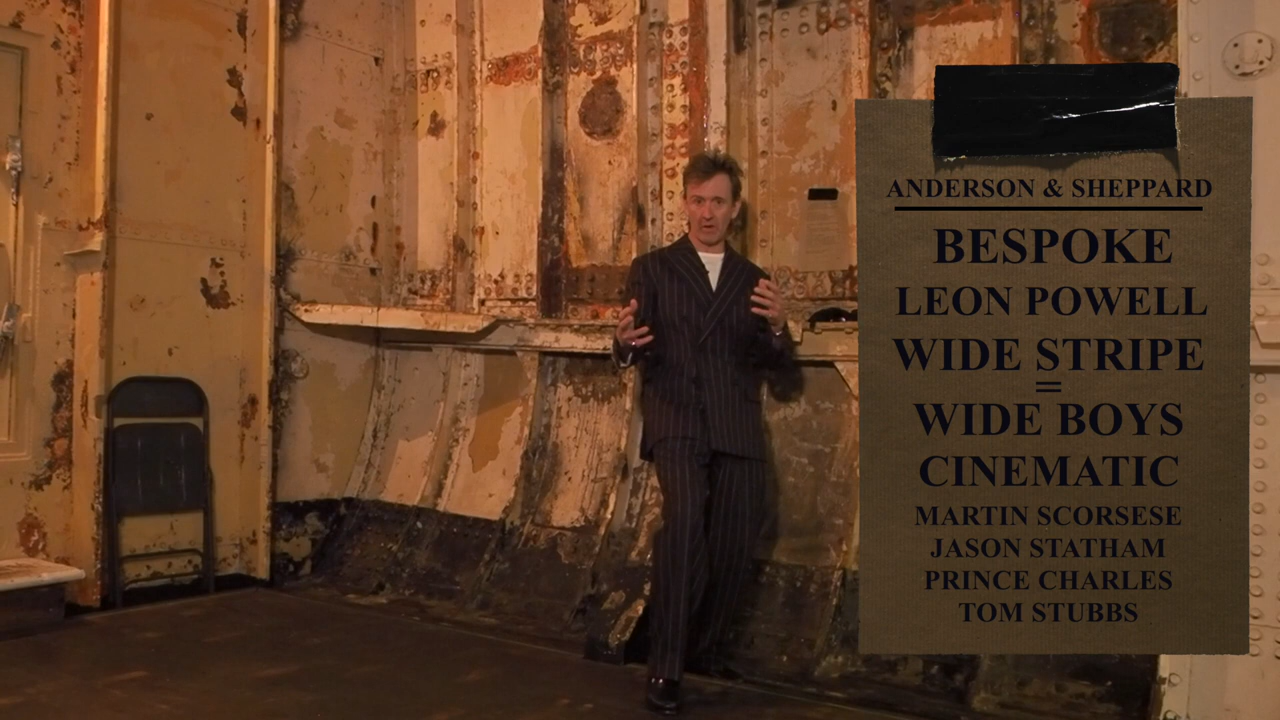 ANDERSON & SHEPPARD
BESPOKE
LEON POWELL
WIDE STRIPE
=
WIDE BOYS
CINEMATIC
MARTIN SCORSESE
JASON STATHAM
PRINCE CHARLES
TOM STUBBS